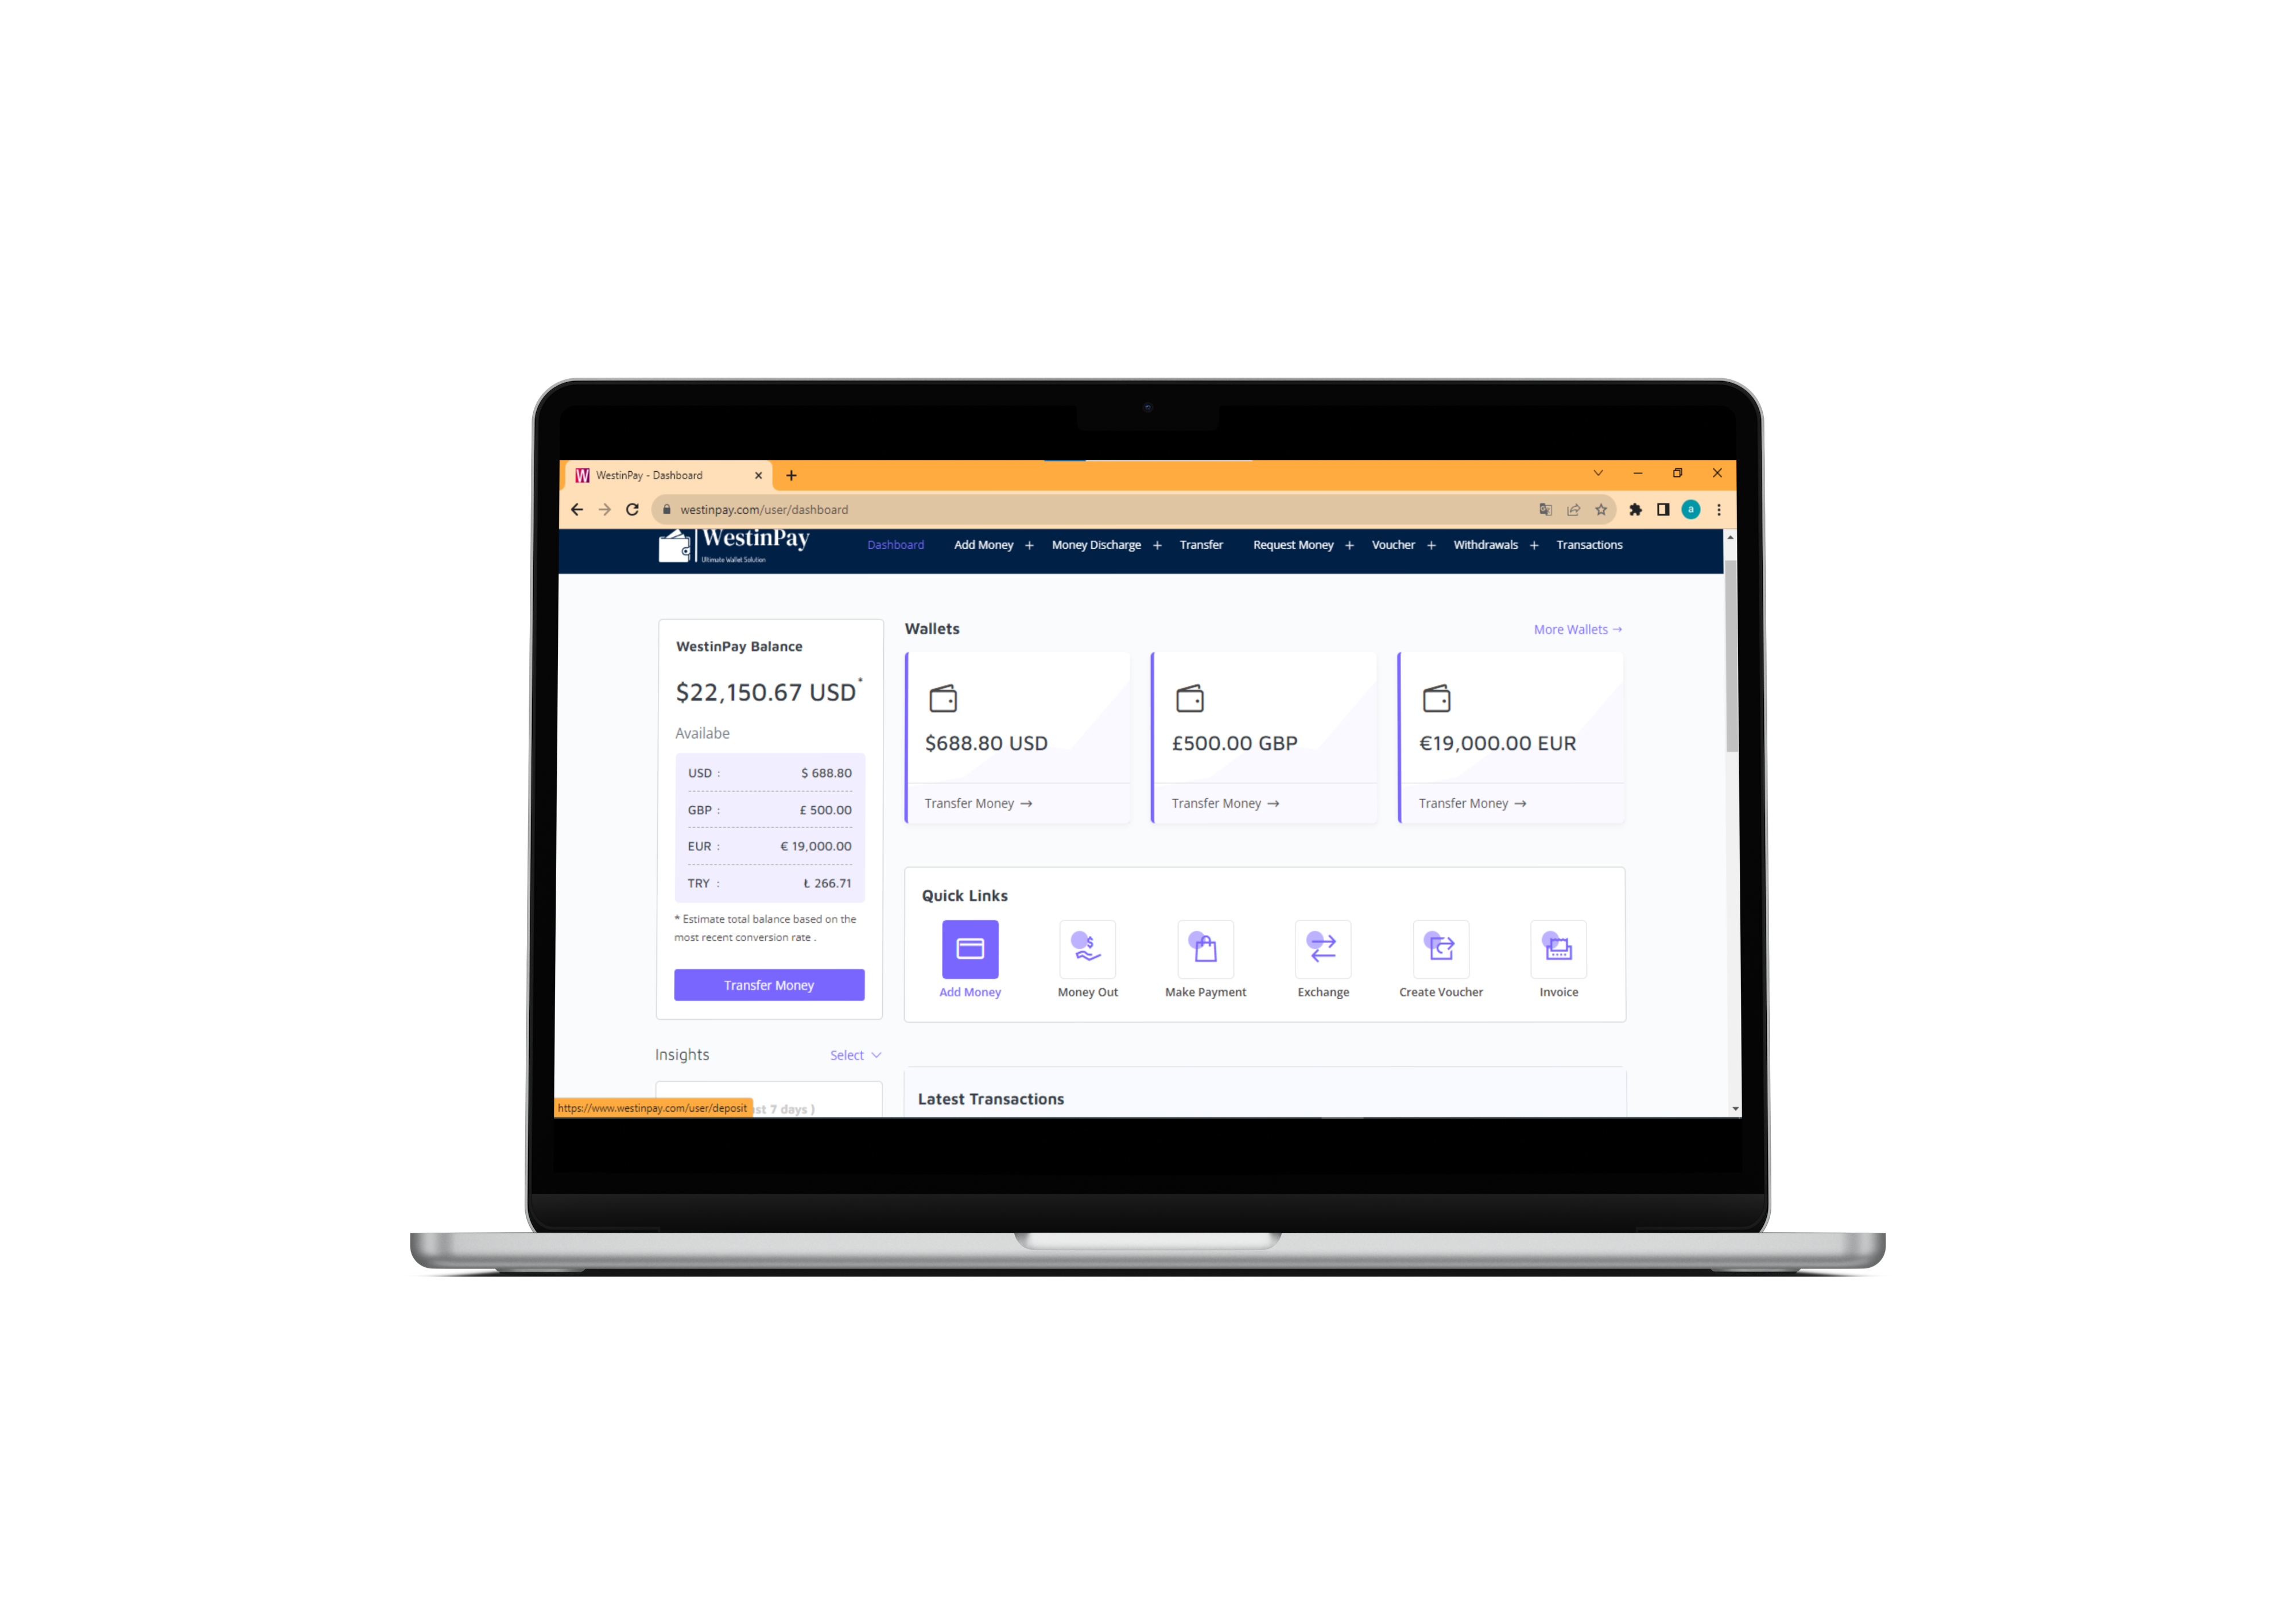 WestinPay - Dashboard
westinpay.com/user/dashboard
a
WestinPay
Ultimate Wallet Solution
Dashboard Add Money + Money Discharge + Transfer Request Money + Voucher + Withdrawals + Transactions
WestinPay Balance
$22,150.67 USD*
Availabe
USD : $ 688.80
GBP : £ 500.00
EUR : € 19,000.00
TRY : ₺ 266.71
* Estimate total balance based on the
most recent conversion rate .
Transfer Money
Insights Select
st 7 days )
https://www.westinpay.com/user/deposit
Wallets More Wallets →
$688.80 USD £500.00 GBP €19,000.00 EUR
Transfer Money → Transfer Money → Transfer Money →
Quick Links
Add Money Money Out Make Payment Exchange Create Voucher Invoice
Latest Transactions